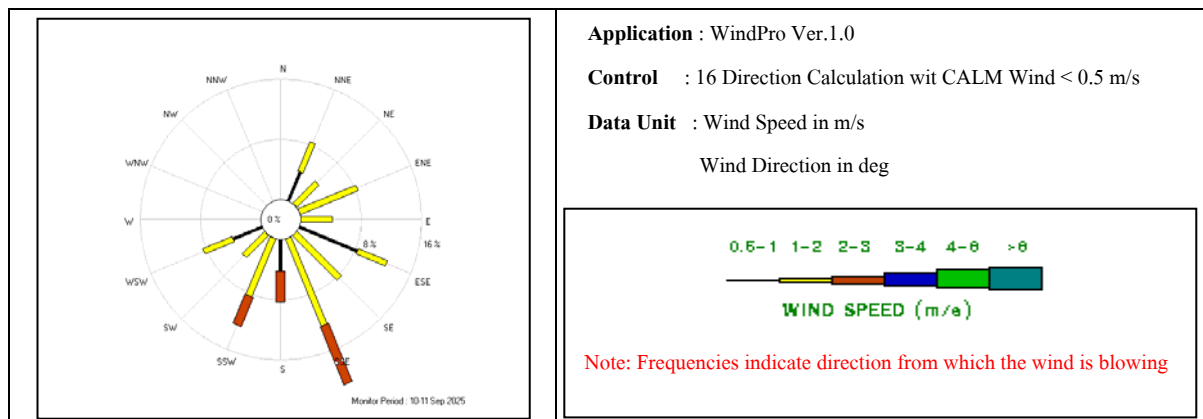 N
NNW
NNE
NW
NE
WNW
ENE
W
0%
E
8%
16%
WSW
ESE
SW
SE
SSW
SSE
S
Monitor Period : 10-11 Sep 2025
Application : WindPro Ver.1.0
Control : 16 Direction Calculation wit CALM Wind < 0.5 m/s
Data Unit : Wind Speed in m/s
Wind Direction in deg
0.5-1 1-2 2-3 3-4 4-6 >6
WIND SPEED (m/s)
Note: Frequencies indicate direction from which the wind is blowing